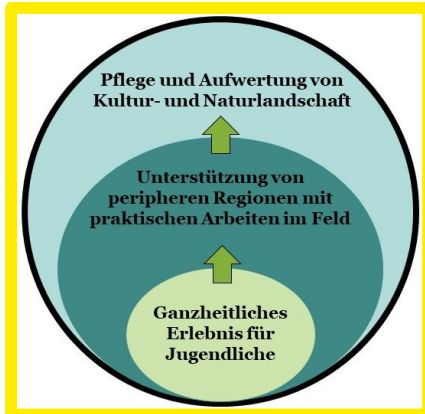 Pflege und Aufwertung von
Kultur- und Naturlandschaft
Unterstützung von
peripheren Regionen mit
praktischen Arbeiten im Feld
Ganzheitliches
Erlebnis für
Jugendliche